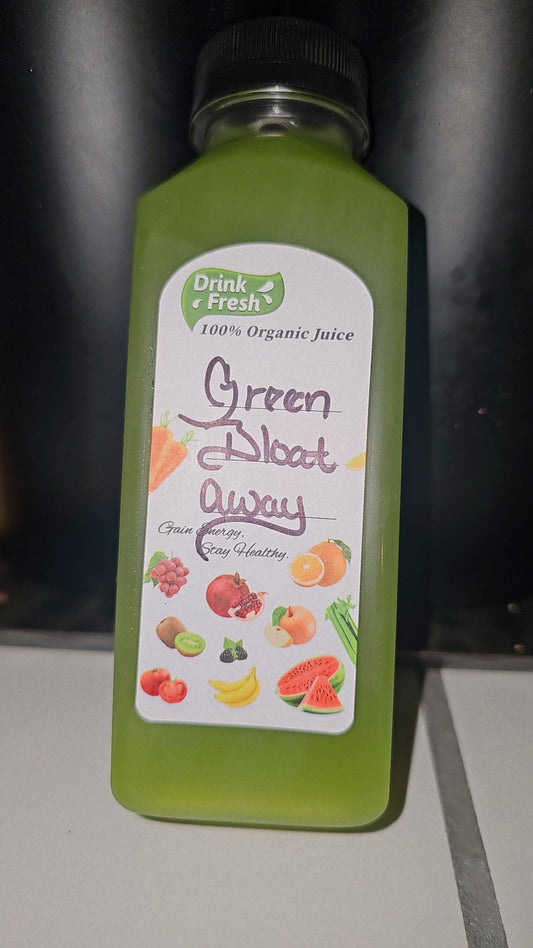 Drink
Fresh
100% Organic Juice
Green
Bloat
away
Gain Energy,
Stay Healthy.